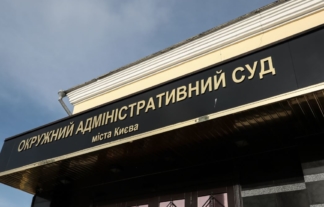 ОКРУЖНИЙ АДМІНІСТРАТИВНИЙ СУД
міста Києва